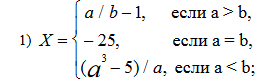 a / b – 1, если a > b,
1) X = { – 25, если a = b,
(a³ – 5) / a, если a < b;